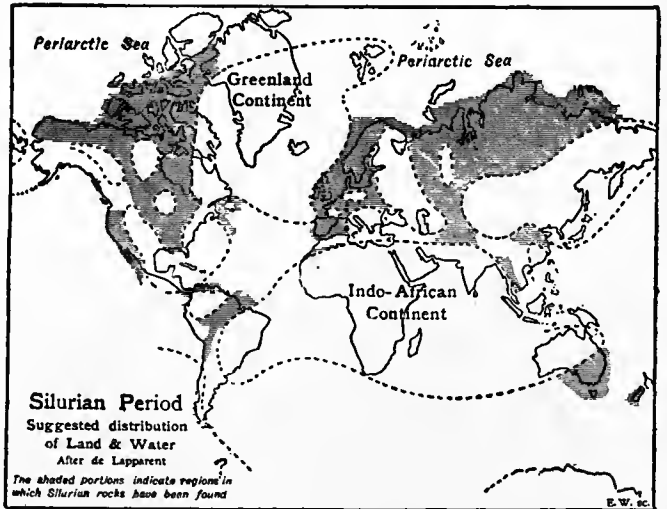 Periarctic Sea
Periarctic Sea
Greenland
Continent
Indo-African
Continent
Silurian Period
Suggested distribution
of Land & Water
After de Lapparent
The shaded portions indicate regions in
which Silurian rocks have been found
?
E.W. sc.